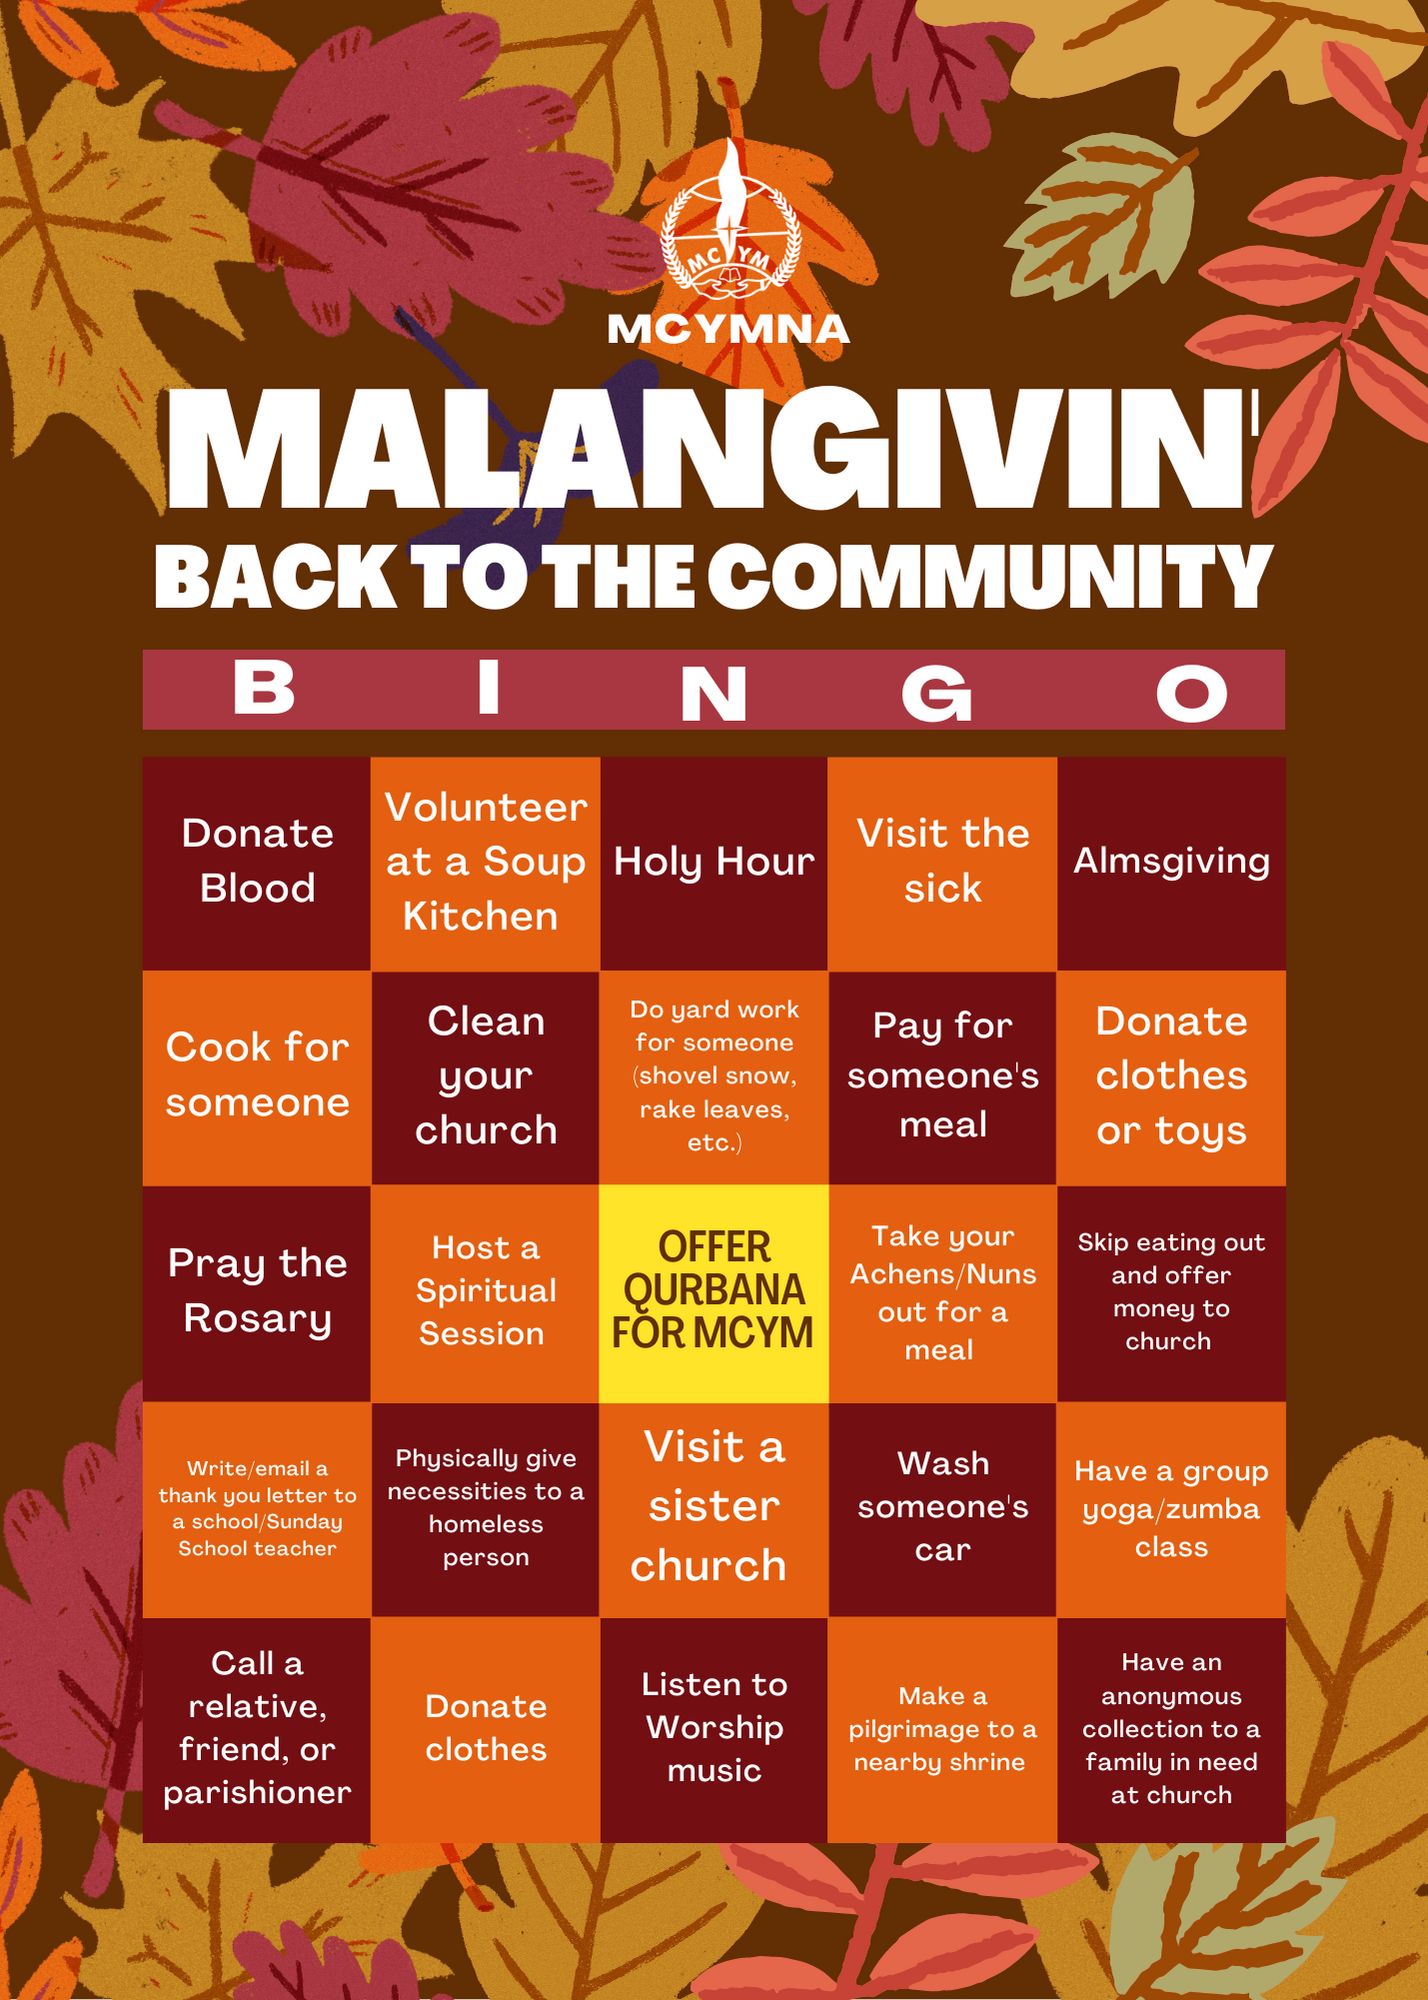 MCYM
MCYMNA
MALANGIVIN'
BACK TO THE COMMUNITY
B I N G O
Donate
Blood
Volunteer
at a Soup
Kitchen
Holy Hour
Visit the
sick
Almsgiving
Cook for
someone
Clean
your
church
Do yard work
for someone
(shovel snow,
rake leaves,
etc.)
Pay for
someone's
meal
Donate
clothes
or toys
Pray the
Rosary
Host a
Spiritual
Session
OFFER
QURBANA
FOR MCYM
Take your
Achens/Nuns
out for a
meal
Skip eating out
and offer
money to
church
Write/email a
thank you letter to
a school/Sunday
School teacher
Physically give
necessities to a
homeless
person
Visit a
sister
church
Wash
someone's
car
Have a group
yoga/zumba
class
Call a
relative,
friend, or
parishioner
Donate
clothes
Listen to
Worship
music
Make a
pilgrimage to a
nearby shrine
Have an
anonymous
collection to a
family in need
at church